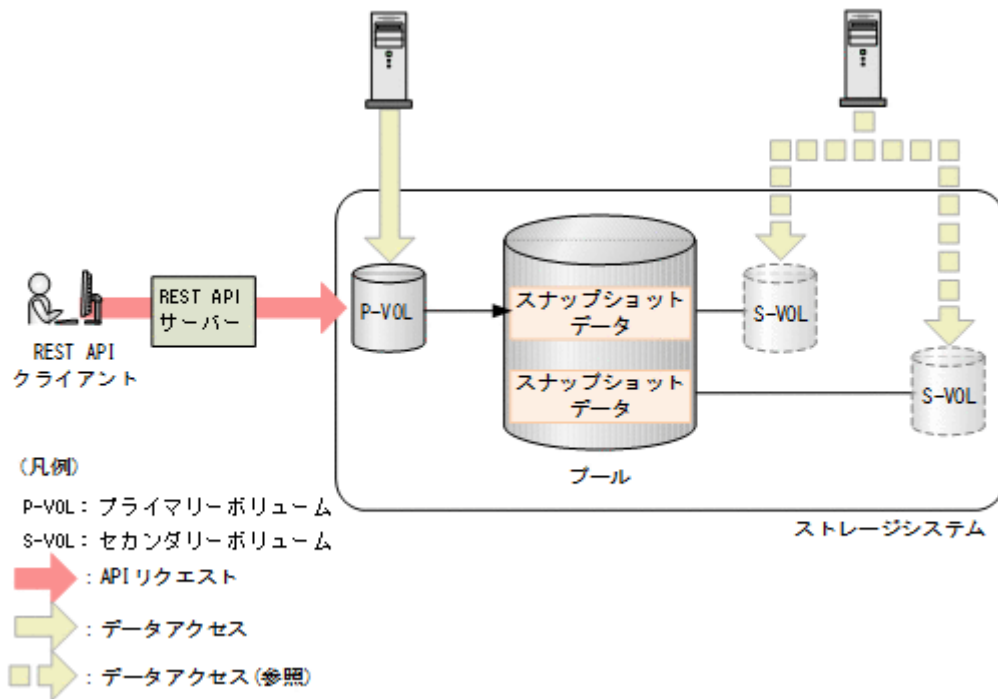 P-VOL
スナップショット
データ
S-VOL
スナップショット
データ
S-VOL
プール
ストレージシステム
REST API
サーバー
REST API
クライアント
(凡例)
P-VOL：プライマリーボリューム
S-VOL：セカンダリーボリューム
：APIリクエスト
：データアクセス
：データアクセス(参照)